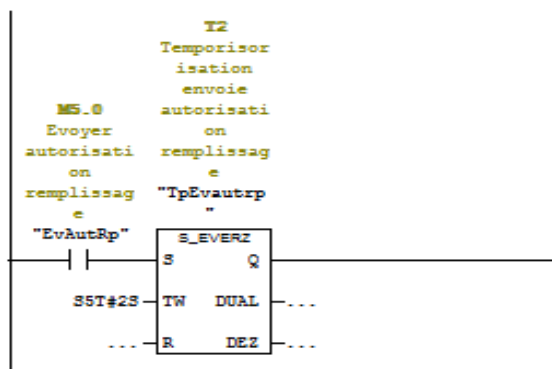 T2
Temporisor
isation
envoie
autorisati
on
remplissag
e
"TpEvautrp
"
M5.0
Evoyer
autorisati
on
remplissag
e
"EvAutRp"
S_EVERZ
S Q
S5T#2S TW DUAL ...
... R DEZ ...